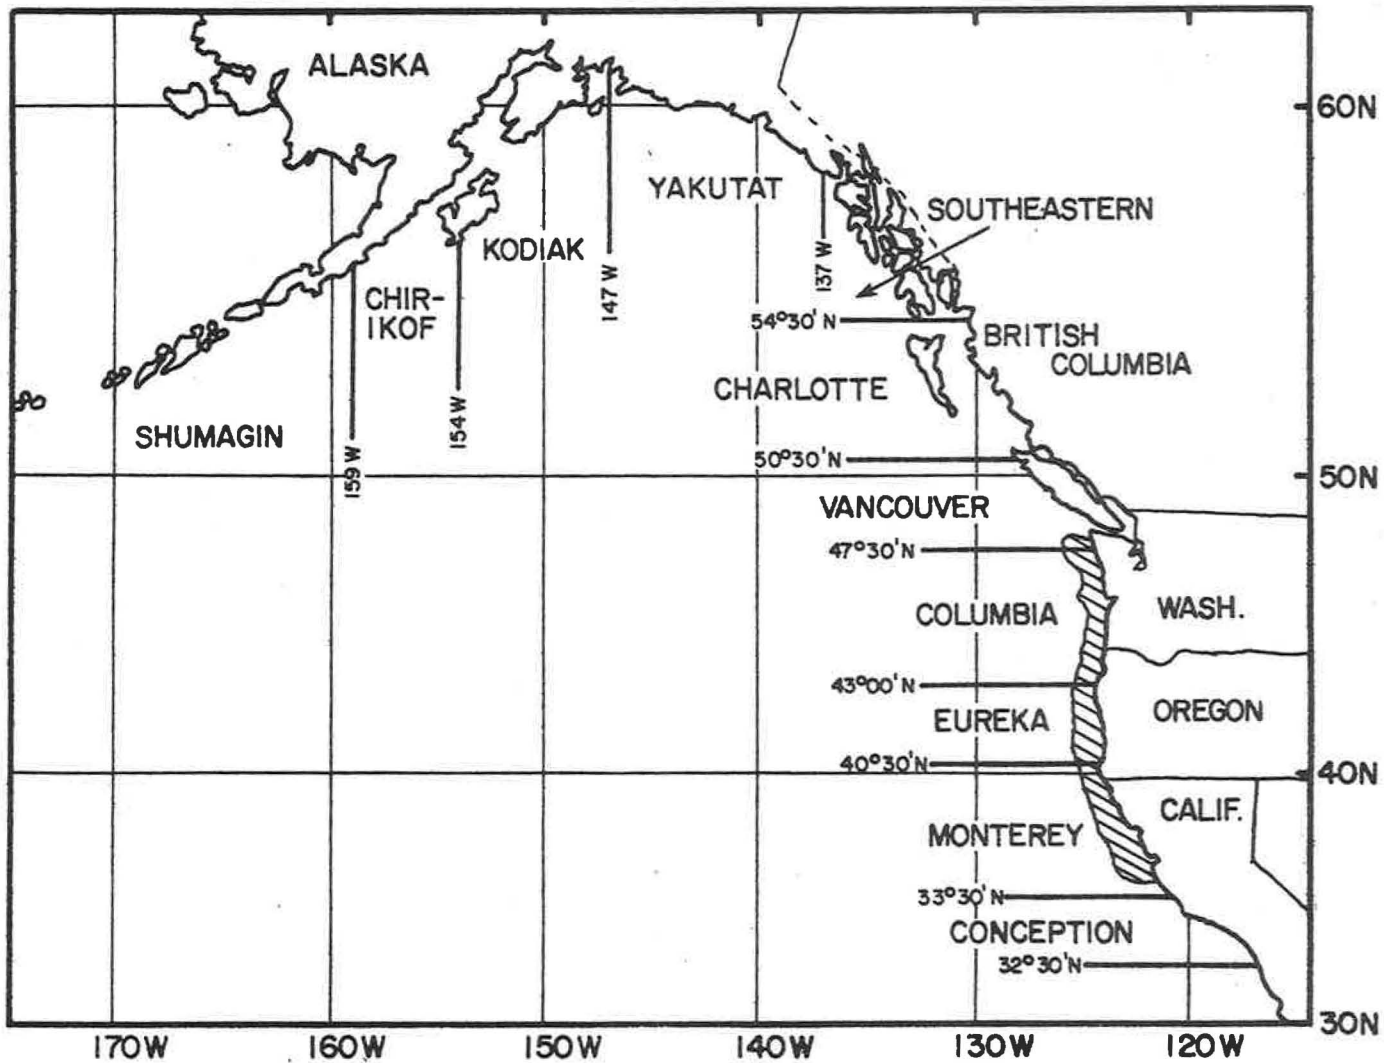 ALASKA
60N
YAKUTAT
SOUTHEASTERN
KODIAK
147 W
137 W
CHIR-
IKOF
54°30' N
BRITISH
COLUMBIA
CHARLOTTE
154 W
SHUMAGIN
159 W
50°30'N
50N
VANCOUVER
47°30'N
COLUMBIA
WASH.
43°00' N
EUREKA
OREGON
40°30'N
40N
CALIF.
MONTEREY
33°30' N
CONCEPTION
32°30'N
30N
170W
160W
150W
140W
130W
120W